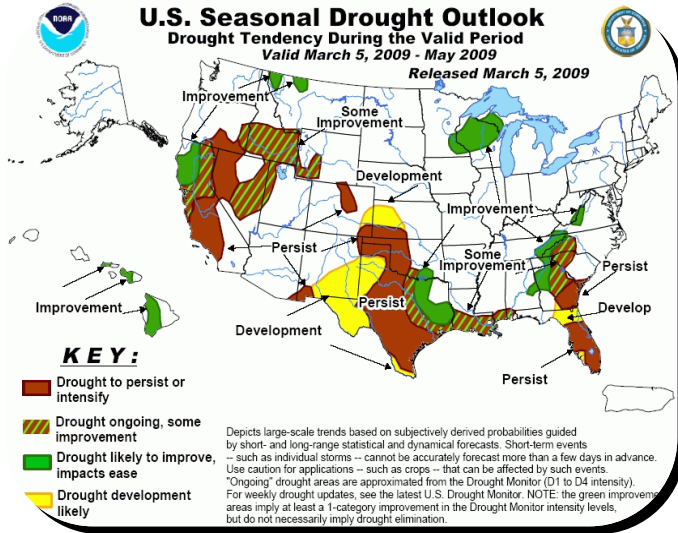 U.S. Seasonal Drought Outlook
Drought Tendency During the Valid Period
Valid March 5, 2009 - May 2009
Released March 5, 2009
NOAA
Improvement
Some
Improvement
Development
Improvement
Persist
Some
Improvement
Persist
Improvement
Persist
Develop
Development
Persist
KEY:
Drought to persist or
intensify
Drought ongoing, some
improvement
Drought likely to improve,
impacts ease
Drought development
likely
Depicts large-scale trends based on subjectively derived probabilities guided
by short- and long-range statistical and dynamical forecasts. Short-term events
-- such as individual storms -- cannot be accurately forecast more than a few days in advance.
Use caution for applications -- such as crops -- that can be affected by such events.
"Ongoing" drought areas are approximated from the Drought Monitor (D1 to D4 intensity).
For weekly drought updates, see the latest U.S. Drought Monitor. NOTE: the green improveme
areas imply at least a 1-category improvement in the Drought Monitor intensity levels,
but do not necessarily imply drought elimination.